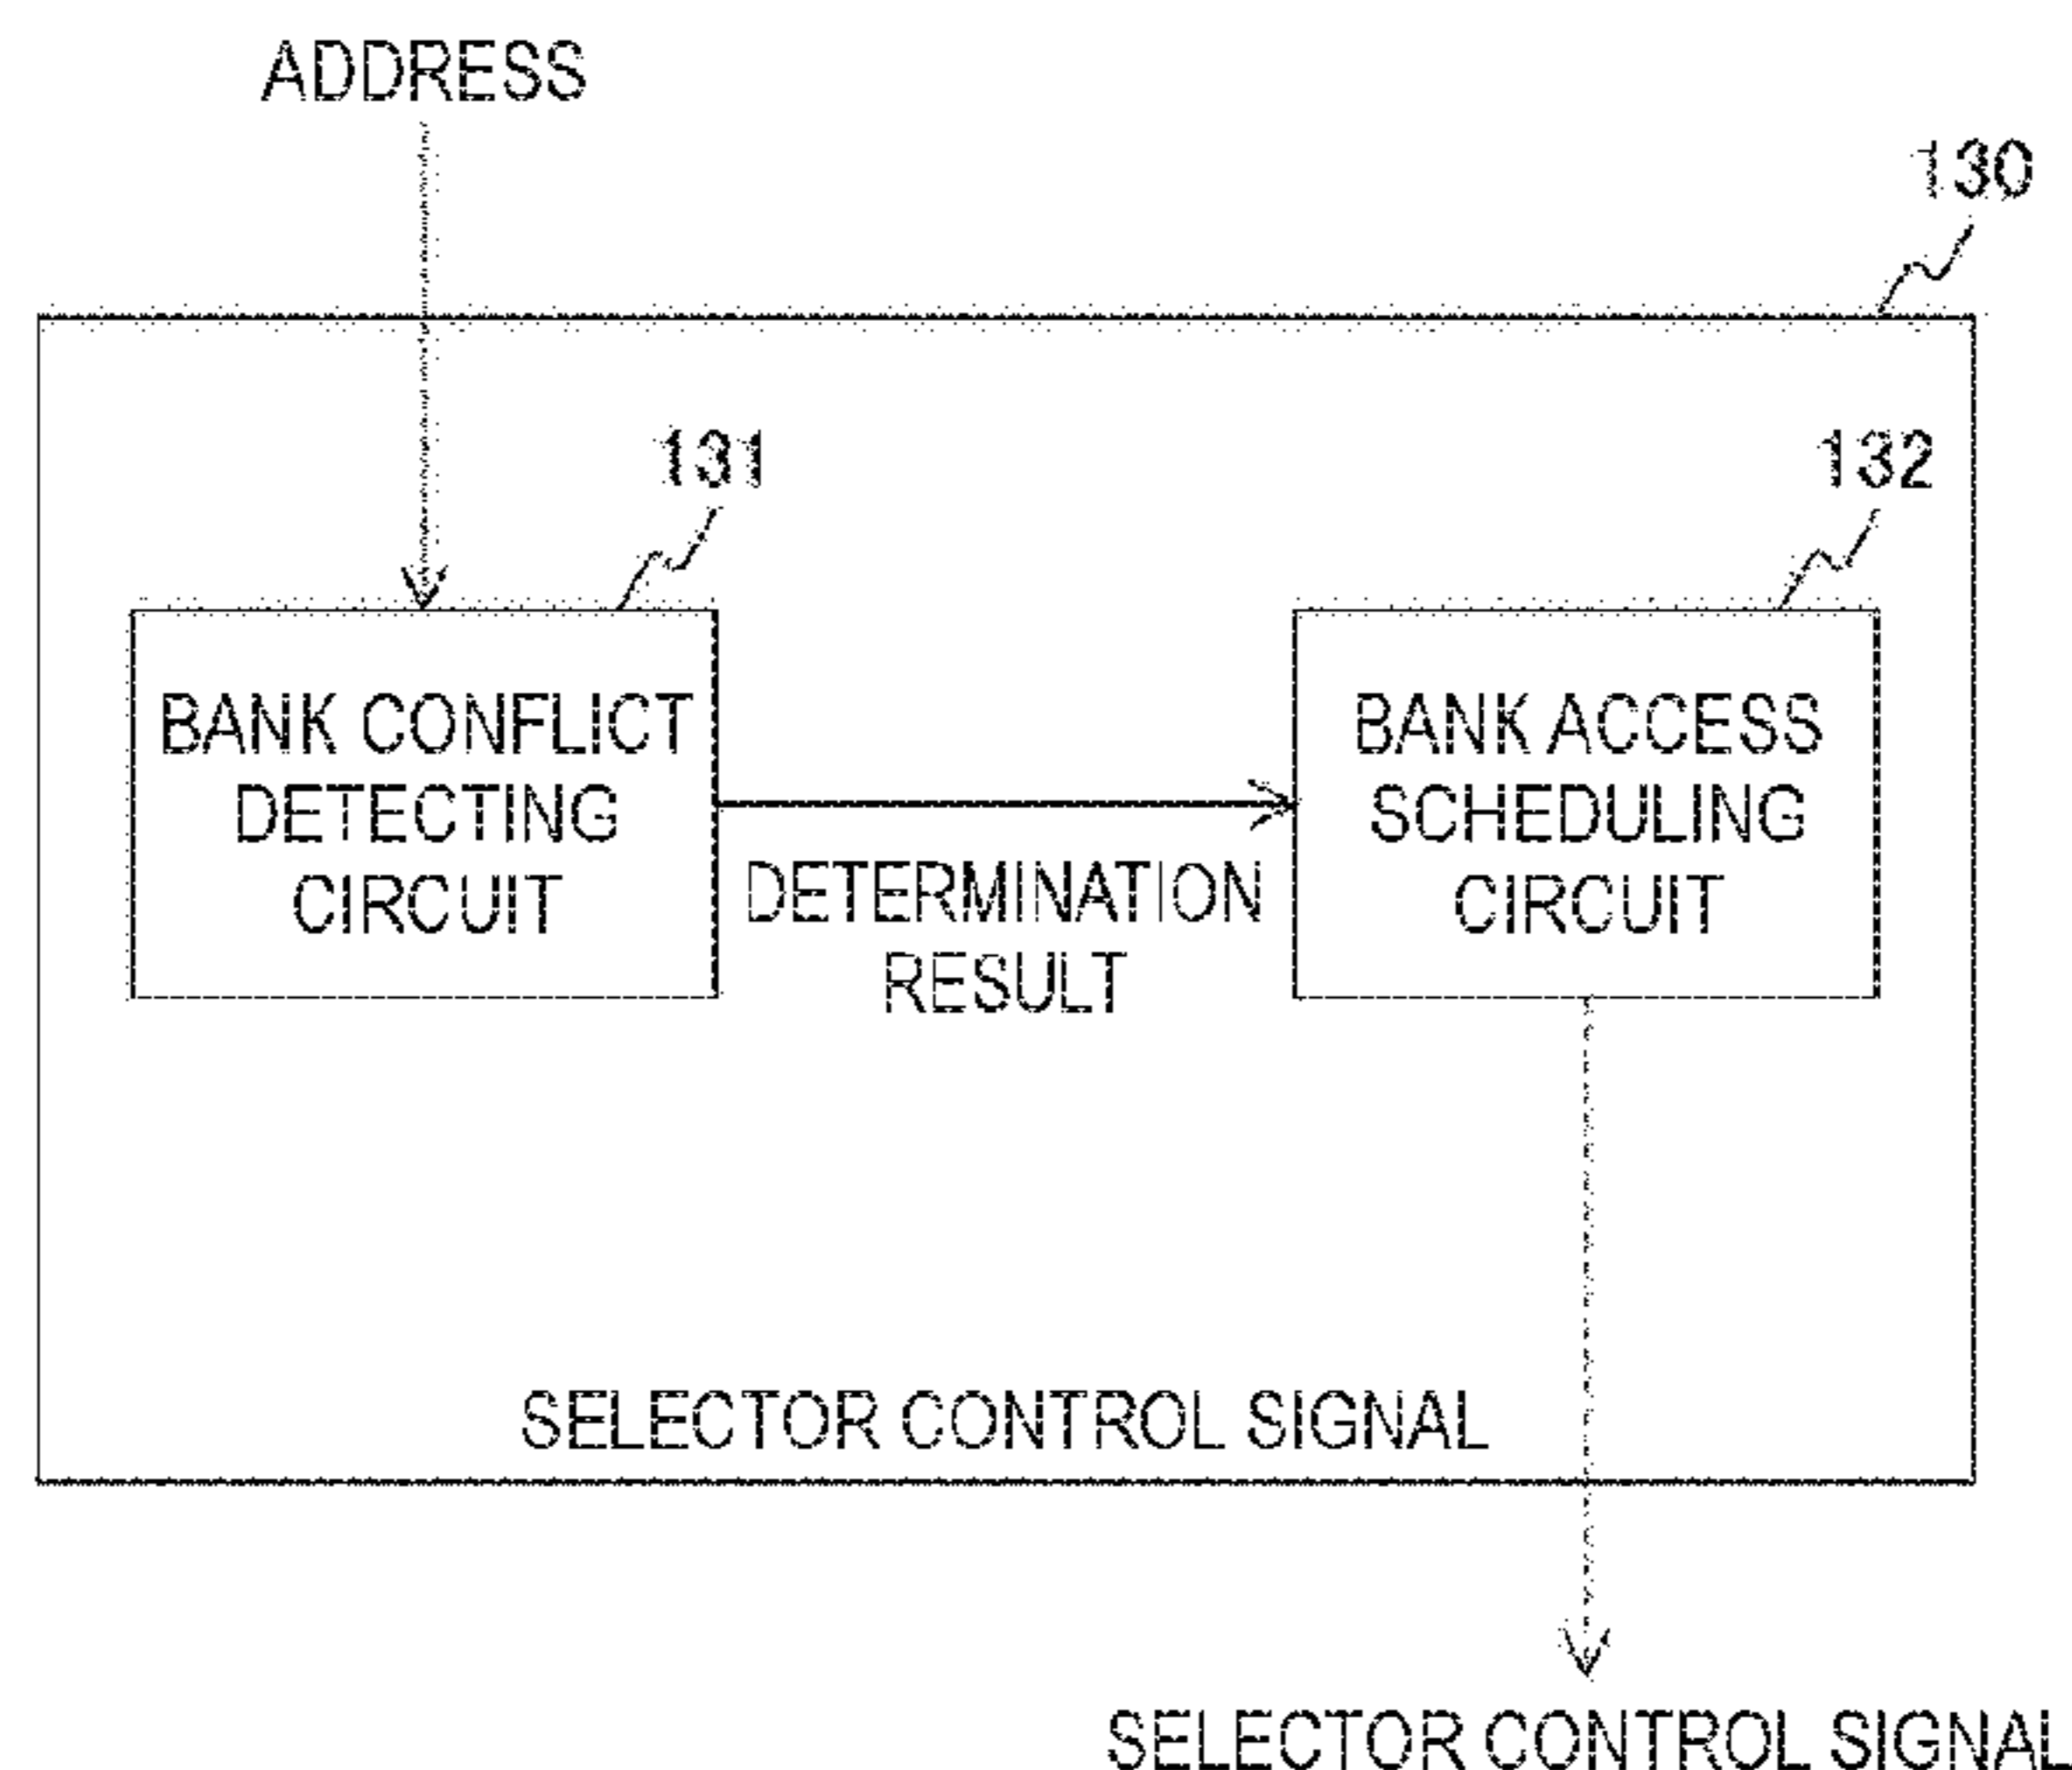 ADDRESS
130
131
132
BANK CONFLICT
DETECTING
CIRCUIT
DETERMINATION
RESULT
BANK ACCESS
SCHEDULING
CIRCUIT
SELECTOR CONTROL SIGNAL
SELECTOR CONTROL SIGNAL